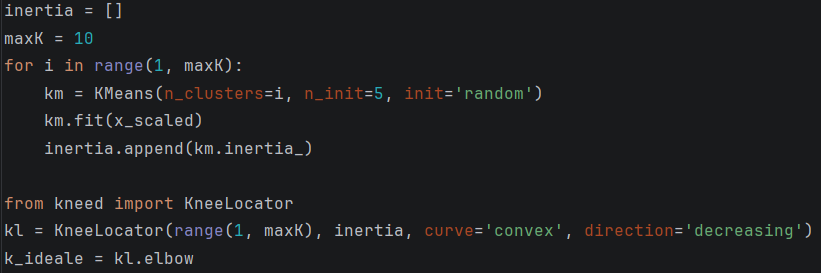 inertia = []
maxK = 10
for i in range(1, maxK):
    km = KMeans(n_clusters=i, n_init=5, init='random')
    km.fit(x_scaled)
    inertia.append(km.inertia_)

from kneed import KneeLocator
kl = KneeLocator(range(1, maxK), inertia, curve='convex', direction='decreasing')
k_ideale = kl.elbow